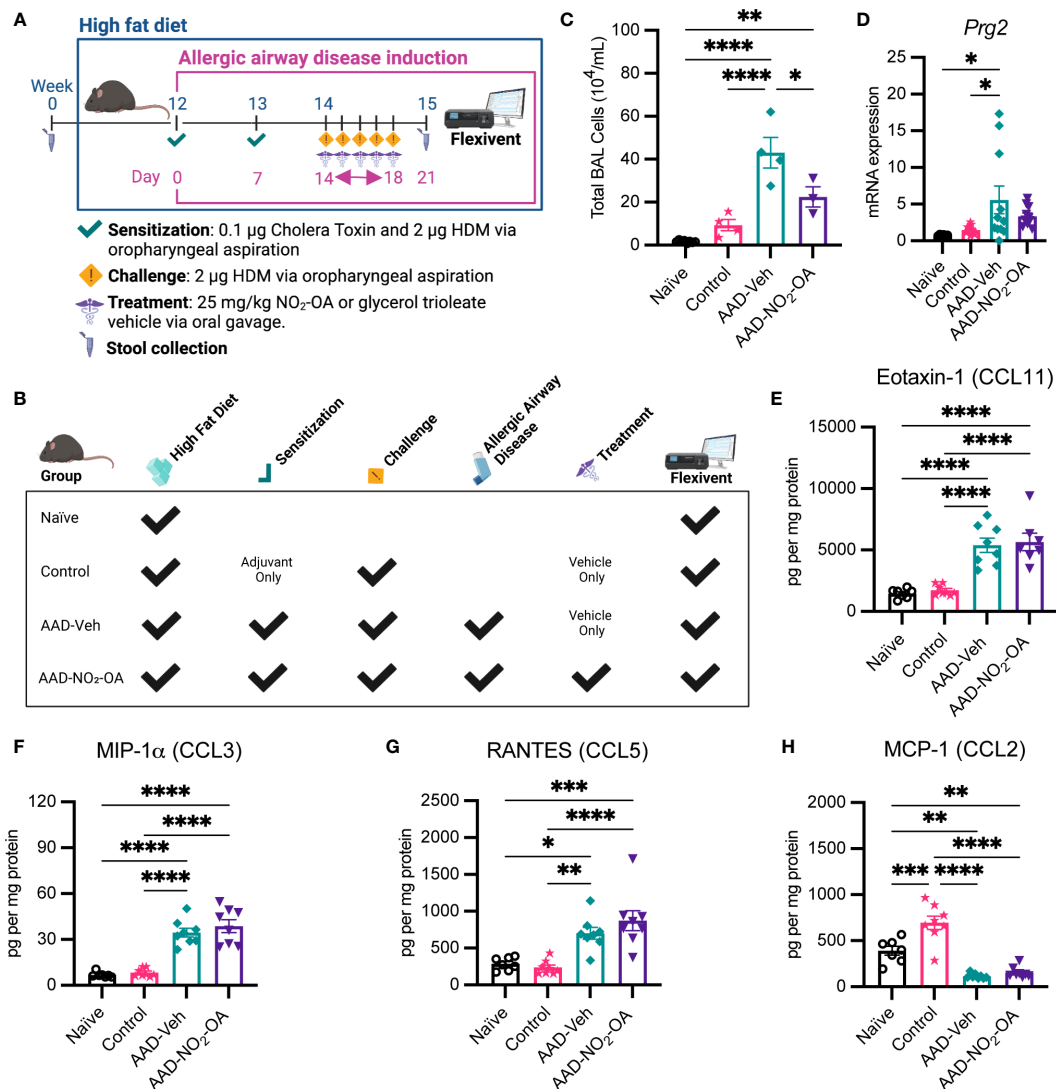 A
High fat diet
Allergic airway disease induction
Week
0
12
13
14
15
Flexivent
Day
0
7
14
18
21
Sensitization: 0.1 µg Cholera Toxin and 2 µg HDM via
oropharyngeal aspiration
Challenge: 2 µg HDM via oropharyngeal aspiration
Treatment: 25 mg/kg NO₂-OA or glycerol trioleate
vehicle via oral gavage.
Stool collection
B
Group
High Fat Diet
Sensitization
Challenge
Allergic Airway
Disease
Treatment
Flexivent
Naïve
Control
Adjuvant
Only
Vehicle
Only
AAD-Veh
Vehicle
Only
AAD-NO₂-OA
C
Total BAL Cells (10⁴/mL)
100
80
60
40
20
0
**
****
****
*
Naïve
Control
AAD-Veh
AAD-NO₂-OA
D
Prg2
mRNA expression
25
20
15
10
5
0
*
*
Naïve
Control
AAD-Veh
AAD-NO₂-OA
E
Eotaxin-1 (CCL11)
pg per mg protein
15000
10000
5000
0
****
****
****
****
Naïve
Control
AAD-Veh
AAD-NO₂-OA
F
MIP-1α (CCL3)
pg per mg protein
120
90
60
30
0
****
****
****
****
Naïve
Control
AAD-Veh
AAD-NO₂-OA
G
RANTES (CCL5)
pg per mg protein
2500
2000
1500
1000
500
0
***
****
*
**
Naïve
Control
AAD-Veh
AAD-NO₂-OA
H
MCP-1 (CCL2)
pg per mg protein
2000
1500
1000
500
0
**
**
****
*** ****
Naïve
Control
AAD-Veh
AAD-NO₂-OA